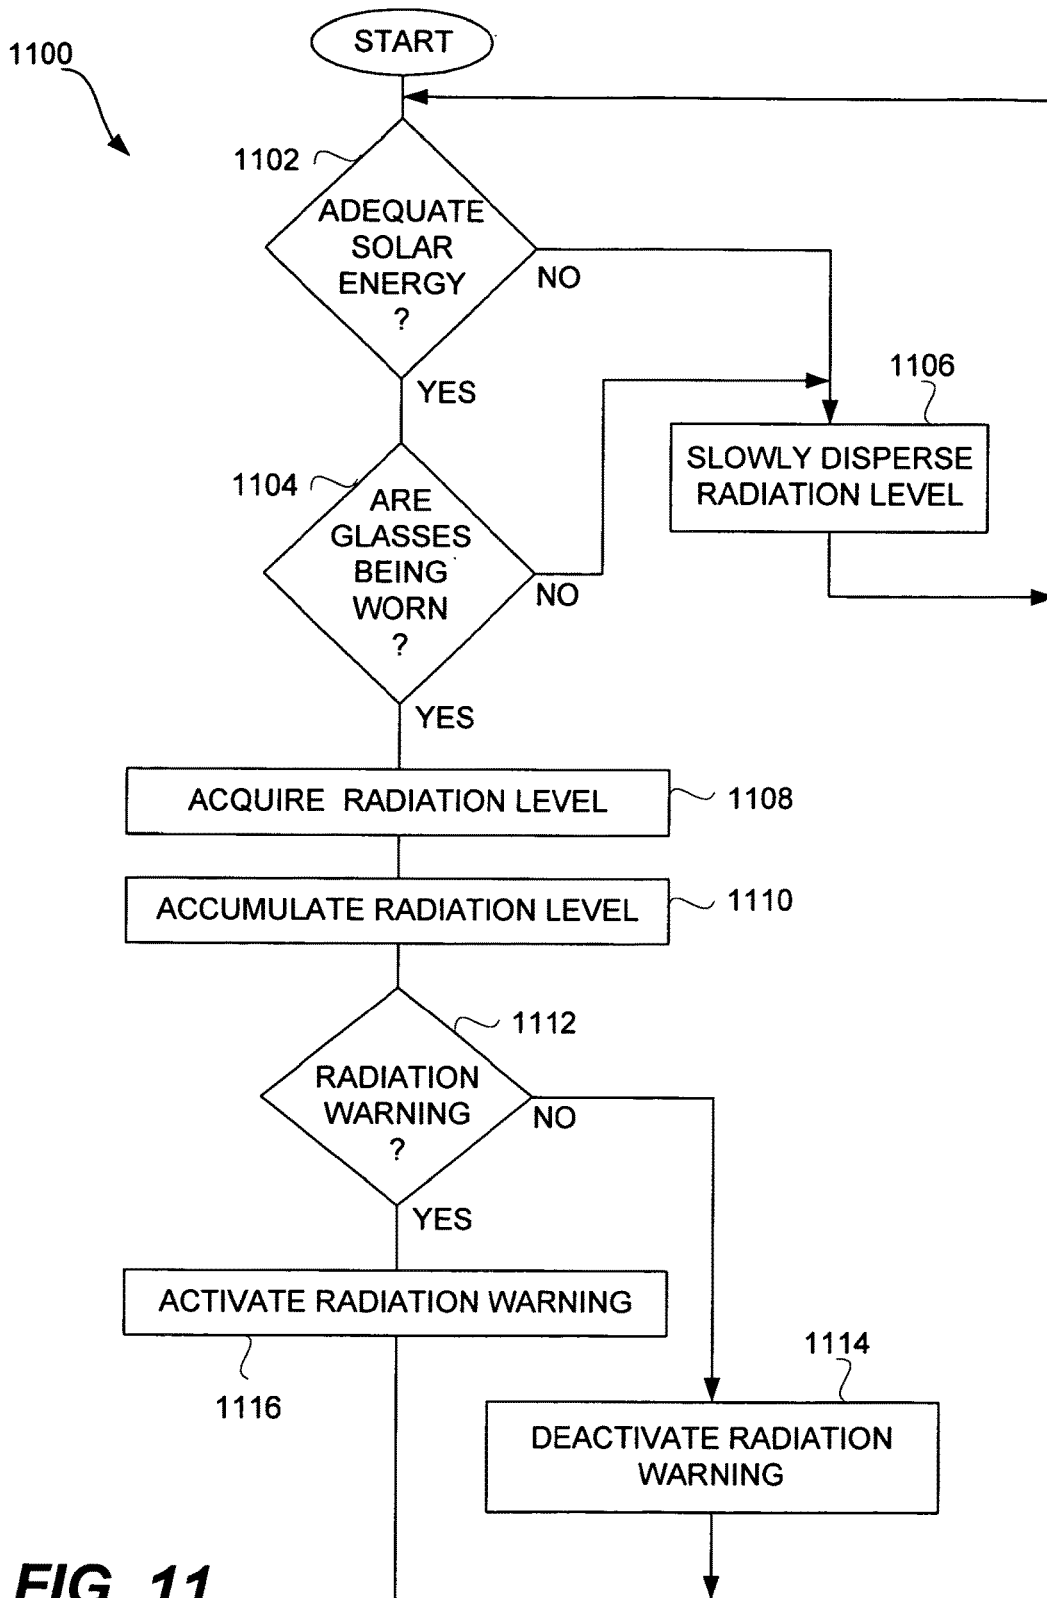 START
1100
1102
ADEQUATE
SOLAR
ENERGY
?
NO
YES
1106
SLOWLY DISPERSE
RADIATION LEVEL
1104
ARE
GLASSES
BEING
WORN
?
NO
YES
ACQUIRE RADIATION LEVEL
1108
ACCUMULATE RADIATION LEVEL
1110
1112
RADIATION
WARNING
?
NO
YES
ACTIVATE RADIATION WARNING
1116
1114
DEACTIVATE RADIATION
WARNING
FIG. 11